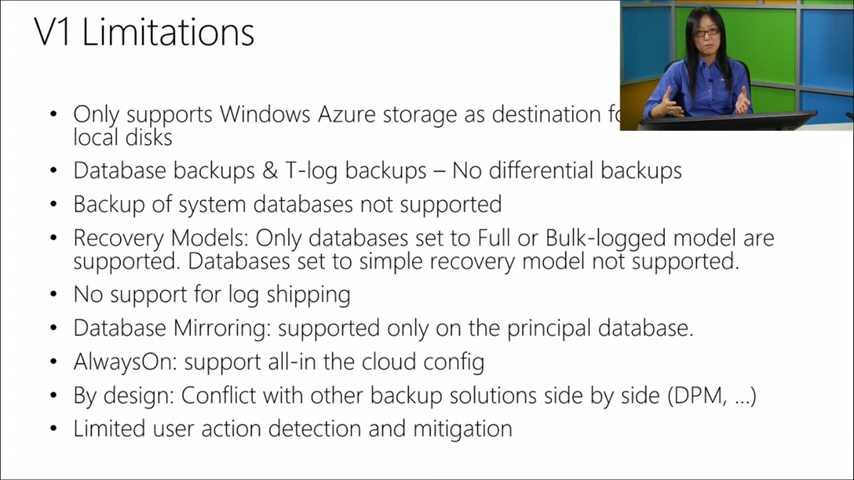 V1 Limitations
• Only supports Windows Azure storage as destination
local disks
• Database backups & T-log backups – No differential backups
• Backup of system databases not supported
• Recovery Models: Only databases set to Full or Bulk-logged model are
supported. Databases set to simple recovery model not supported.
• No support for log shipping
• Database Mirroring: supported only on the principal database.
• AlwaysOn: support all-in the cloud config
• By design: Conflict with other backup solutions side by side (DPM, ...)
• Limited user action detection and mitigation